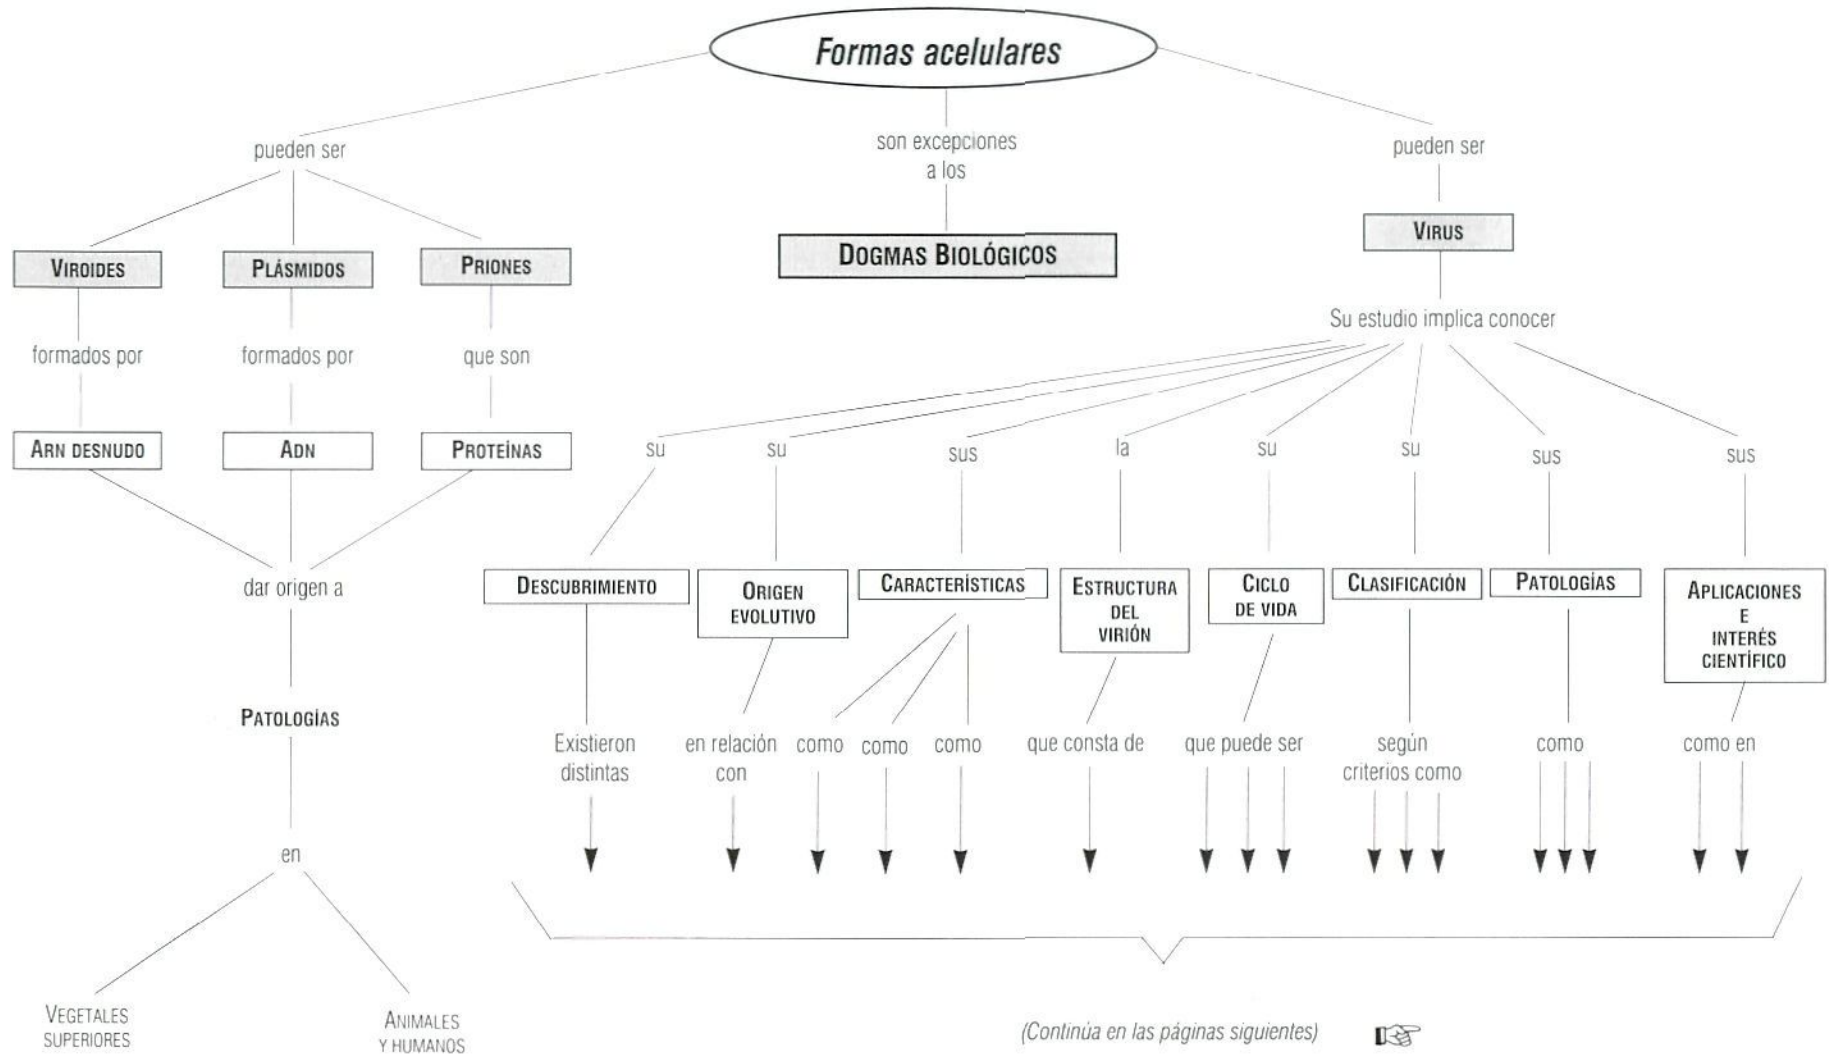 Formas acelulares
pueden ser
son excepciones
a los
pueden ser
VIROIDES
PLÁSMIDOS
PRIONES
DOGMAS BIOLÓGICOS
VIRUS
formados por
formados por
que son
Su estudio implica conocer
ARN DESNUDO
ADN
PROTEÍNAS
su
su
sus
la
su
su
sus
sus
dar origen a
DESCUBRIMIENTO
ORIGEN
EVOLUTIVO
CARACTERÍSTICAS
ESTRUCTURA
DEL
VIRIÓN
CICLO
DE VIDA
CLASIFICACIÓN
PATOLOGÍAS
APLICACIONES
E
INTERÉS
CIENTÍFICO
PATOLOGÍAS
Existieron
distintas
en relación
con
como
como
como
que consta de
que puede ser
según
criterios como
como
como en
en
VEGETALES
SUPERIORES
ANIMALES
Y HUMANOS
(Continúa en las páginas siguientes)